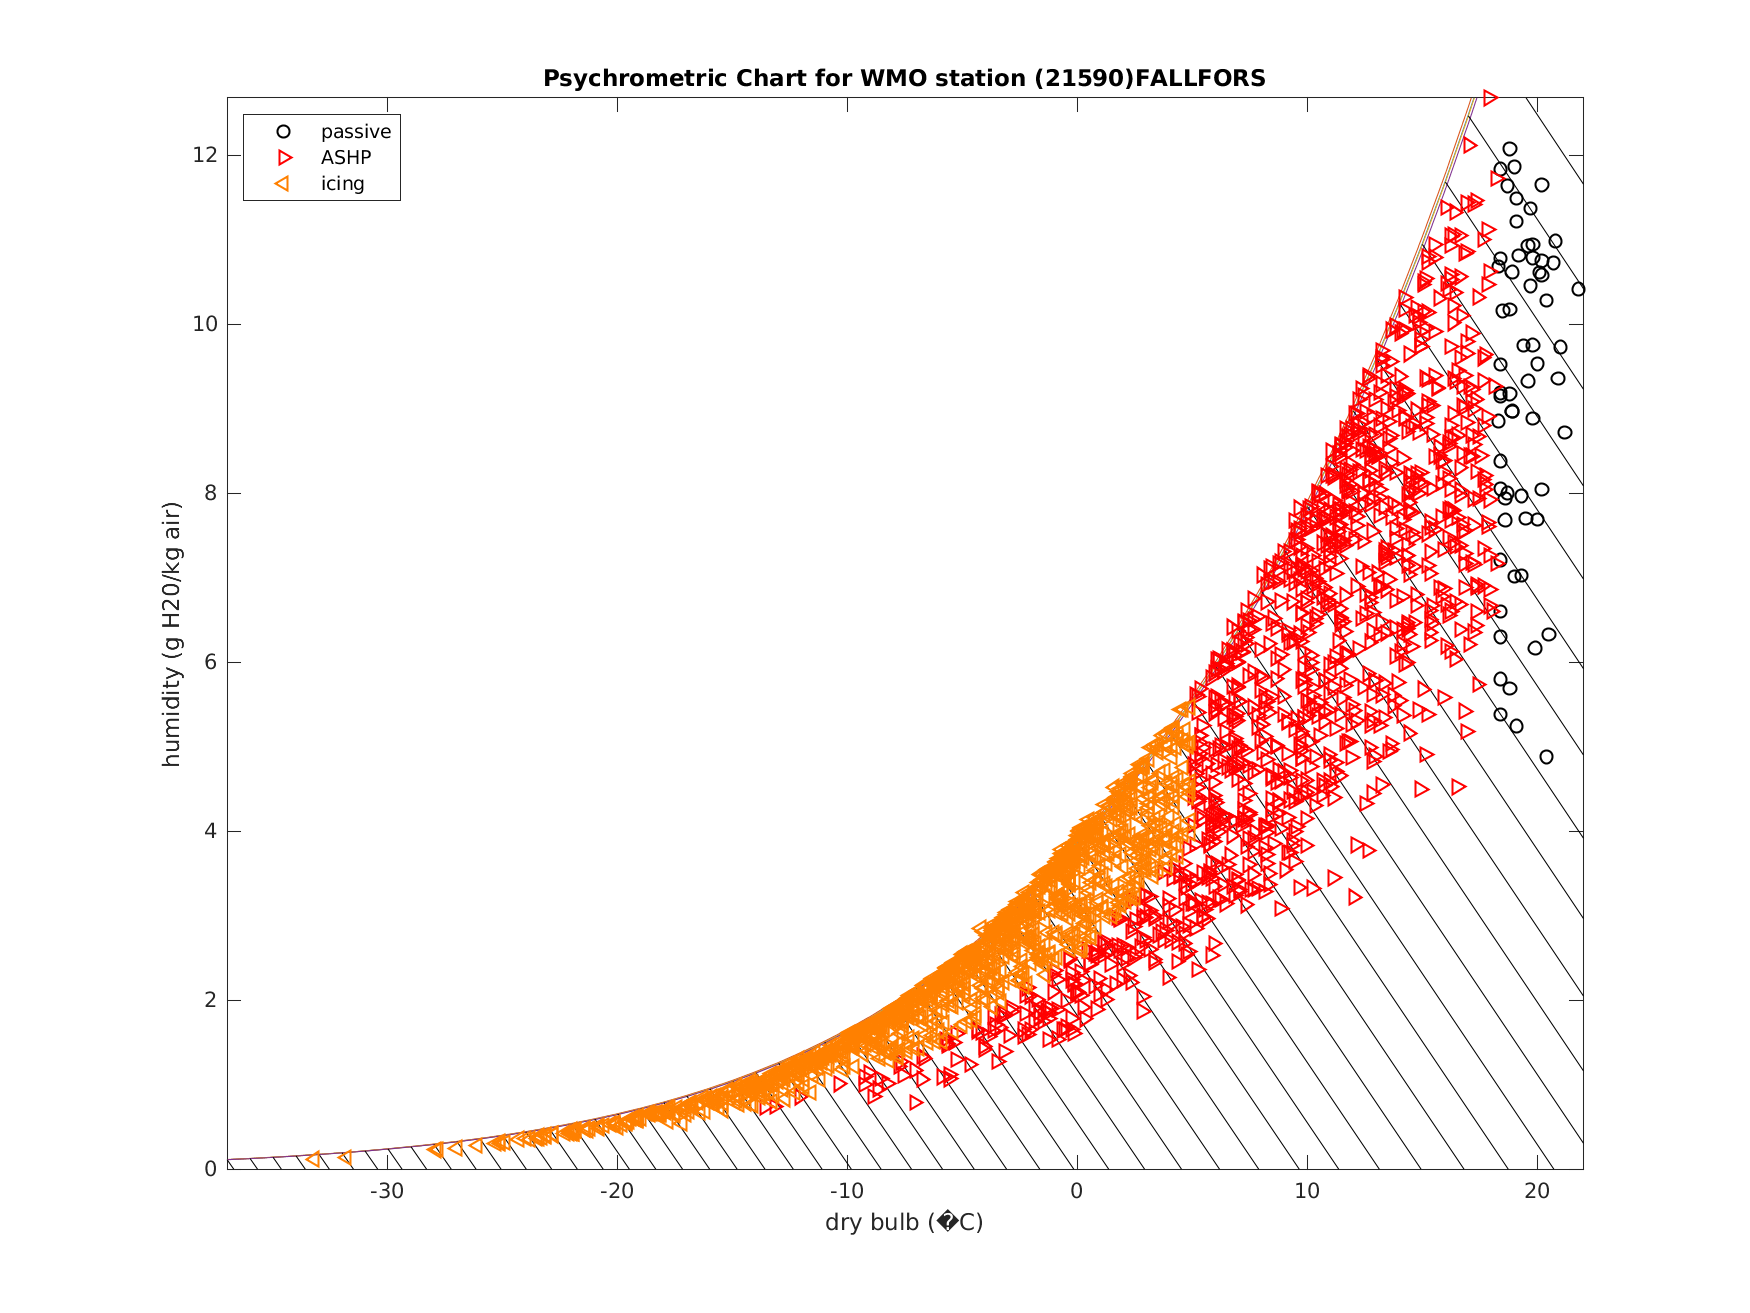 Psychrometric Chart for WMO station (21590)FALLFORS
passive
ASHP
icing
humidity (g H20/kg air)
12
10
8
6
4
2
0
-30 -20 -10 0 10 20
dry bulb (�C)